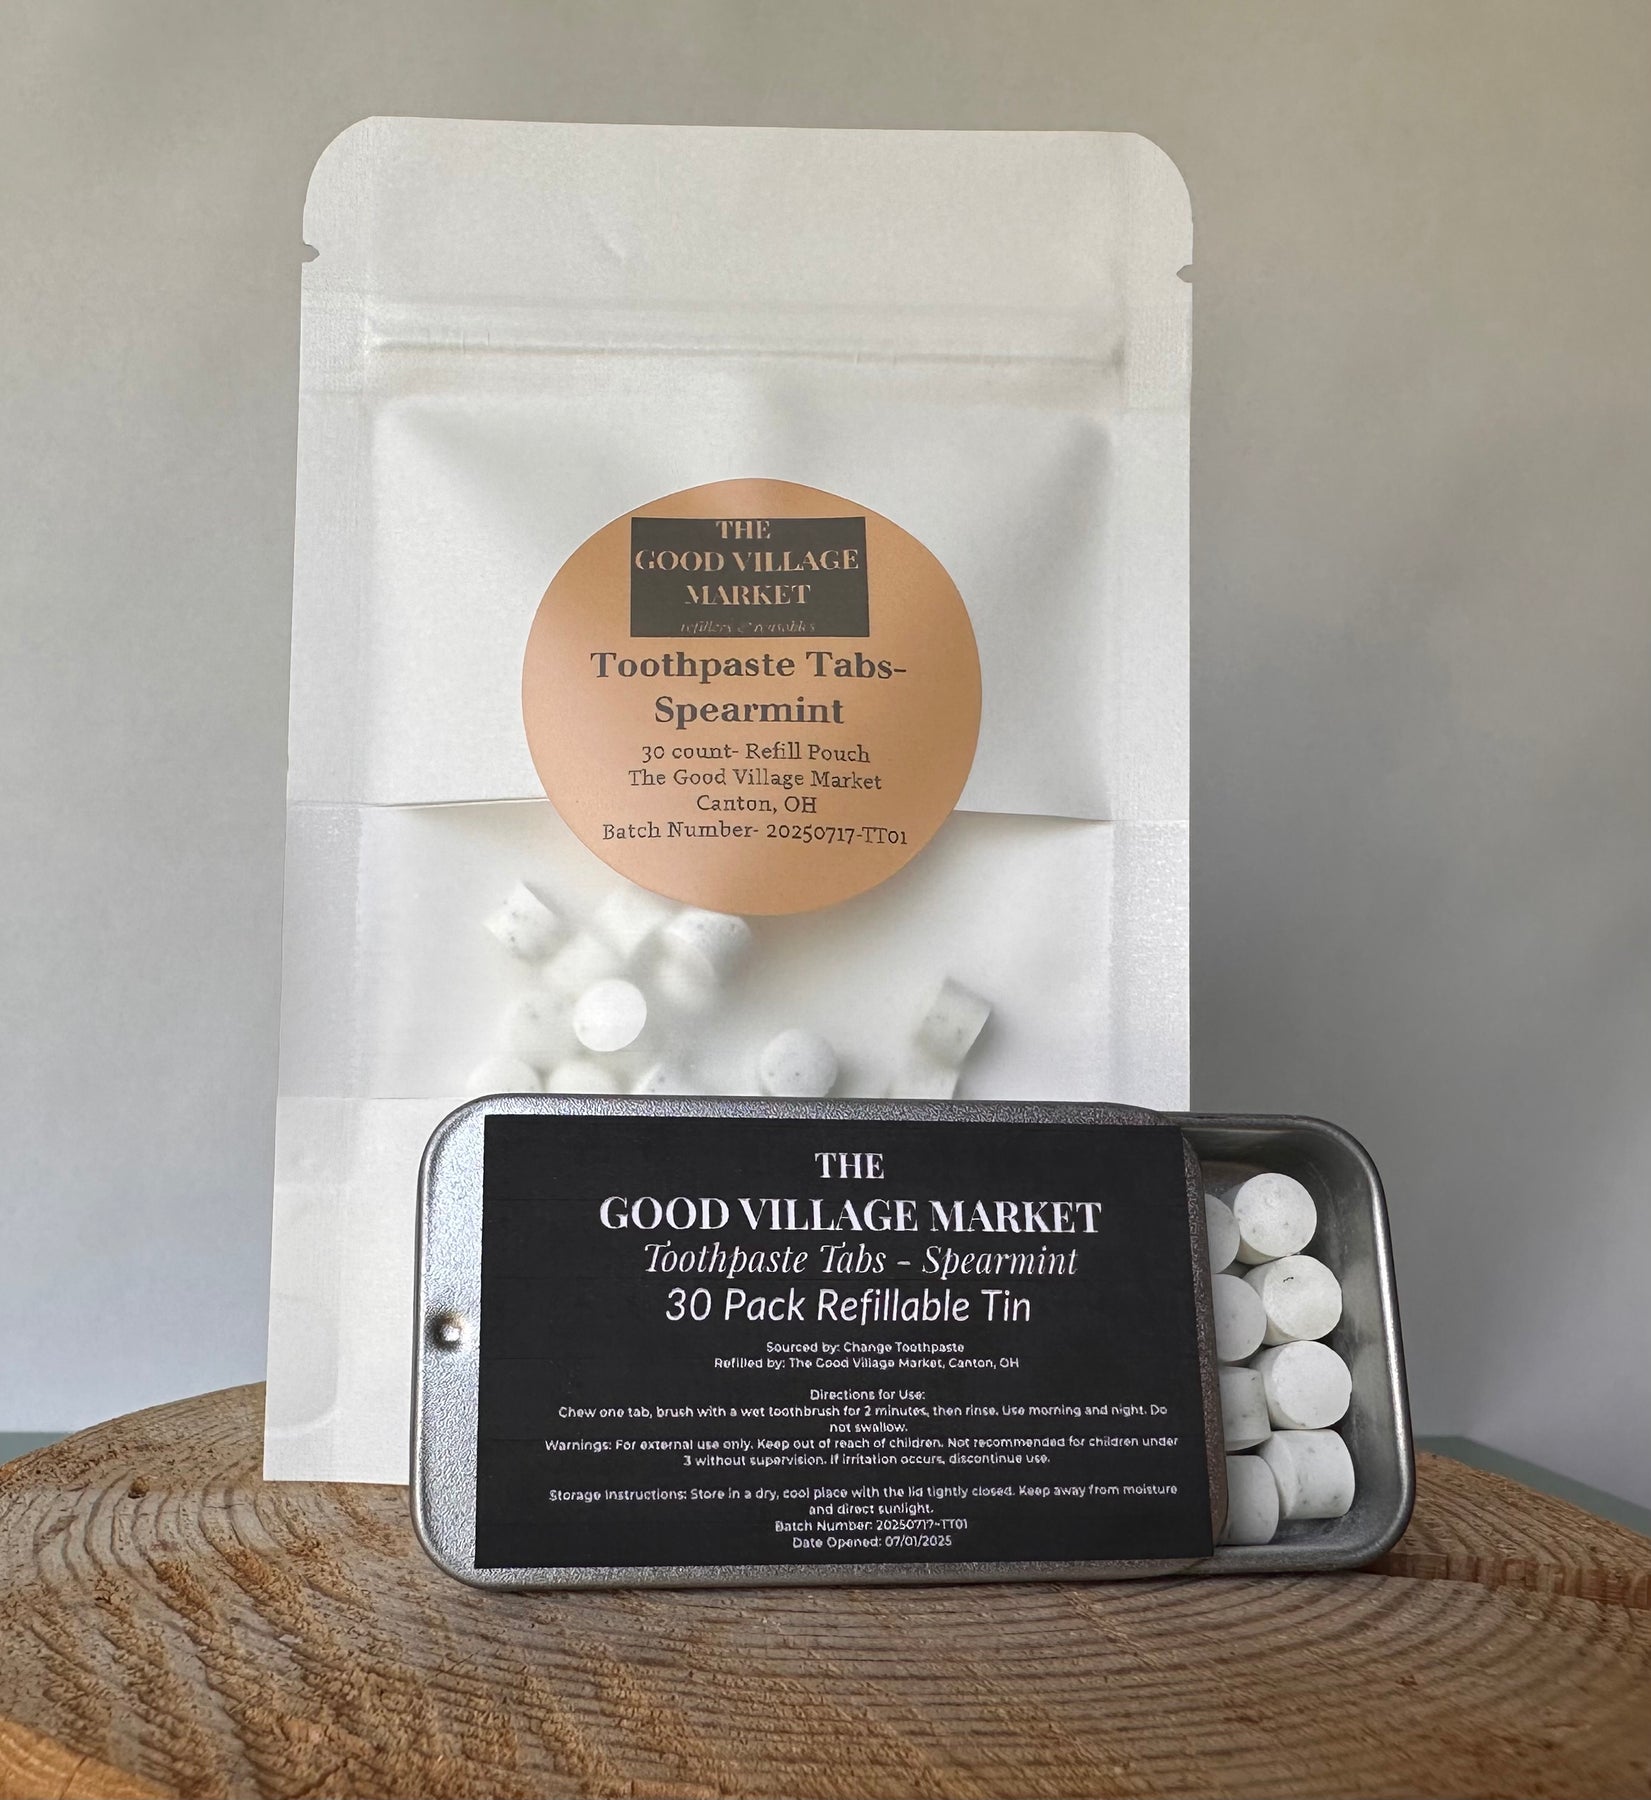 THE
GOOD VILLAGE
MARKET
refillery & reusables
Toothpaste Tabs-
Spearmint
30 count- Refill Pouch
The Good Village Market
Canton, OH
Batch Number- 20250717-TT01
THE
GOOD VILLAGE MARKET
Toothpaste Tabs - Spearmint
30 Pack Refillable Tin
Sourced by: Change Toothpaste
Refilled by: The Good Village Market, Canton, OH
Directions for Use:
Chew one tab, brush with a wet toothbrush for 2 minutes, then rinse. Use morning and night. Do
not swallow.
Warnings: For external use only. Keep out of reach of children. Not recommended for children under
3 without supervision. If irritation occurs, discontinue use.
Storage Instructions: Store in a dry, cool place with the lid tightly closed. Keep away from moisture
and direct sunlight.
Batch Number: 20250717-TT01
Date Opened: 07/01/2025